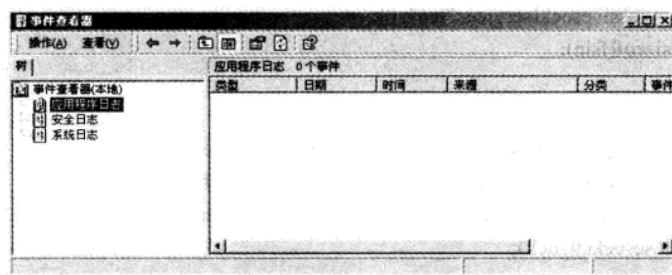 事件查看器
操作(A) 查看(V)
树
应用程序日志 0 个事件
类型 日期 时间 来源 分类 事件
事件查看器(本地)
应用程序日志
安全日志
系统日志